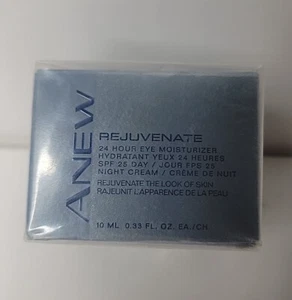 ANEW
REJUVENATE
24 HOUR EYE MOISTURIZER
HYDRATANT YEUX 24 HEURES
SPF 25 DAY / JOUR FPS 25
NIGHT CREAM / CRÈME DE NUIT
REJUVENATE THE LOOK OF SKIN
RAJEUNIT L'APPARENCE DE LA PEAU
10 ML .33 FL. OZ. EA./CH.